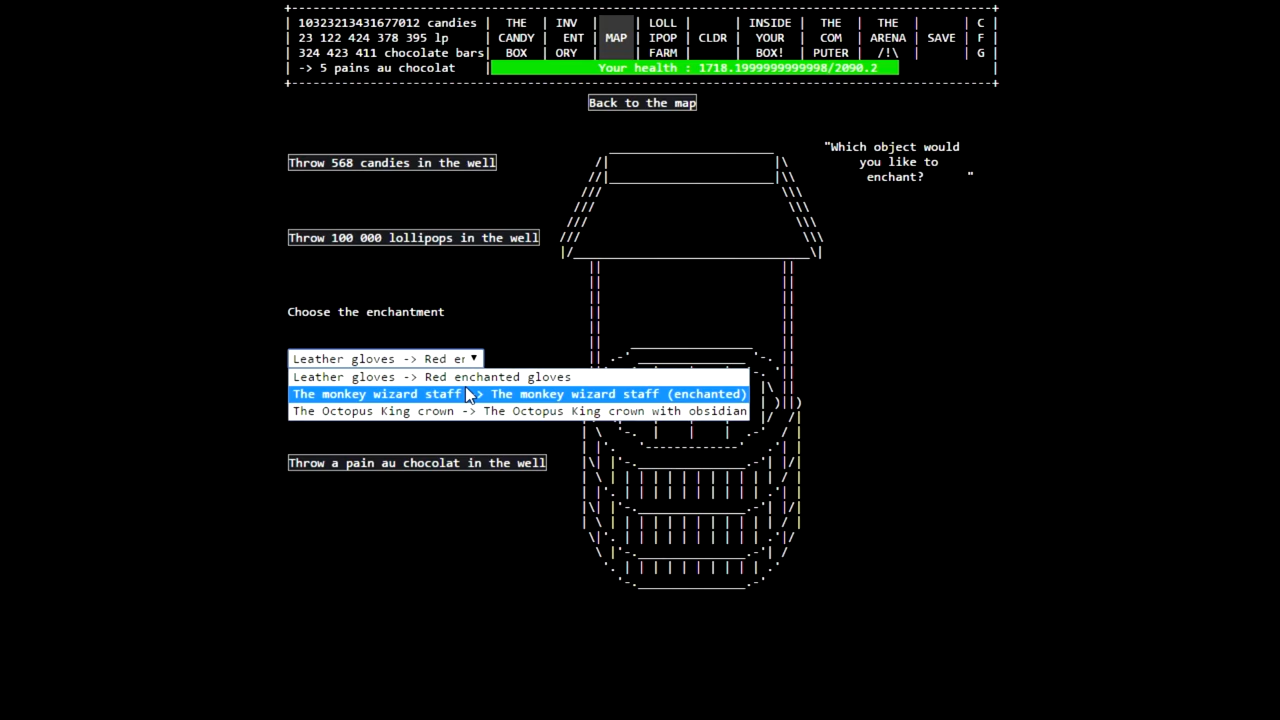 10323213431677012 candies | THE | INV | | LOLL | | INSIDE | THE | THE | | C
23 122 424 378 395 lp | CANDY | ENT | MAP | IPOP | CLDR | YOUR | COM | ARENA | SAVE | F
324 423 411 chocolate bars| BOX | ORY | | FARM | | BOX! | PUTER | /!\ | | G
-> 5 pains au chocolat | Your health : 1718.1999999999998/2090.2
Back to the map
"Which object would
you like to
enchant? "
Throw 568 candies in the well
Throw 100 000 lollipops in the well
Choose the enchantment
Leather gloves -> Red er
Leather gloves -> Red enchanted gloves
The monkey wizard staff -> The monkey wizard staff (enchanted)
The Octopus King crown -> The Octopus King crown with obsidian
Throw a pain au chocolat in the well